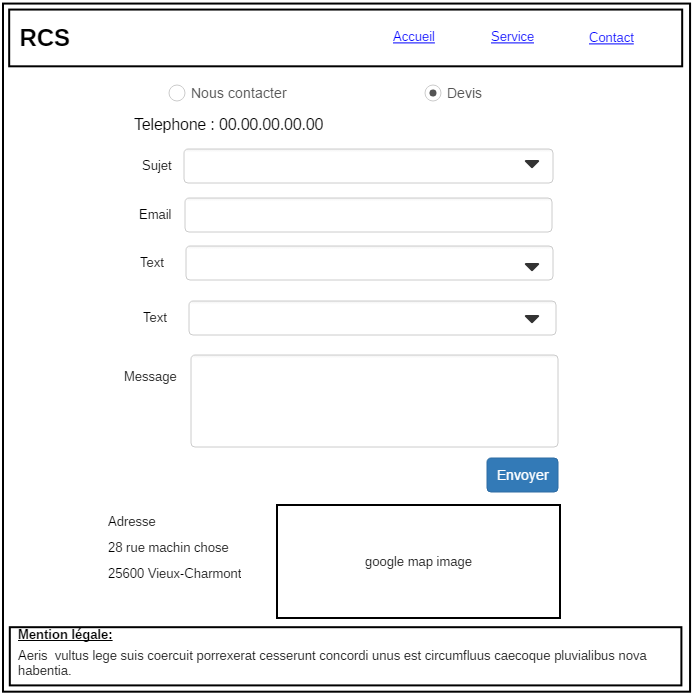 RCS
Accueil Service Contact
Nous contacter Devis
Telephone : 00.00.00.00.00
Sujet
Email
Text
Text
Message
Envoyer
Adresse
28 rue machin chose
25600 Vieux-Charmont
google map image
Mention légale:
Aeris vultus lege suis coercuit porrexerat cesserunt concordi unus est circumfluus caecoque pluvialibus nova
habentia.